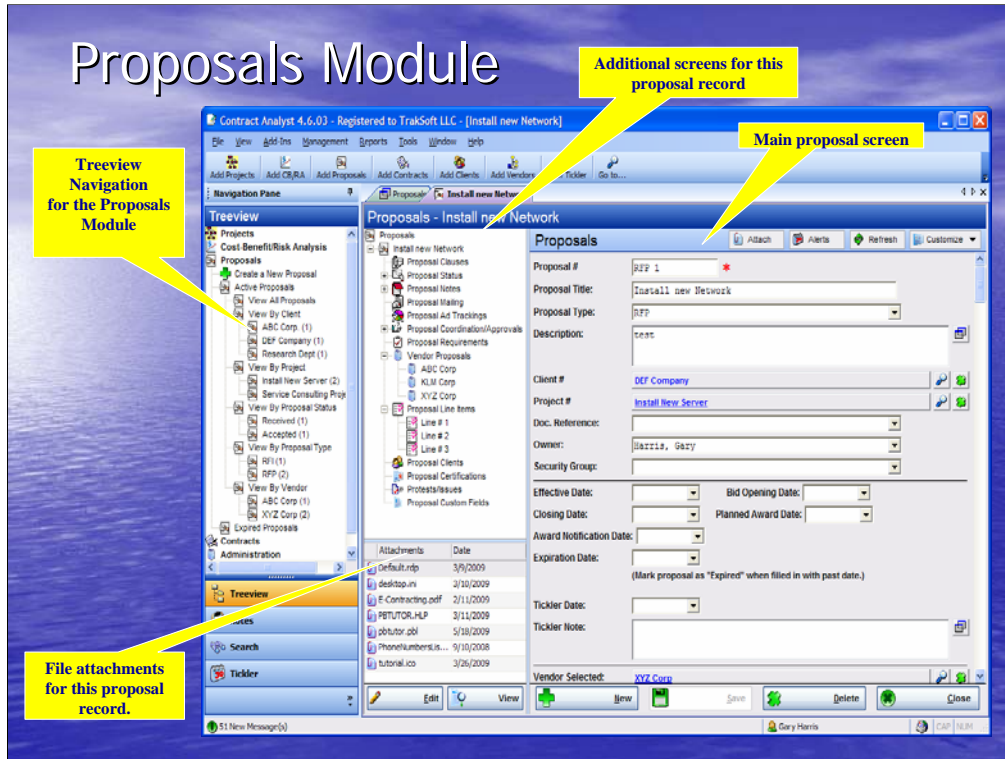 Proposals Module
Additional screens for this
proposal record
Main proposal screen
Treeview
Navigation
for the Proposals
Module
File attachments
for this proposal
record.
Contract Analyst 4.6.03 - Registered to TrakSoft LLC - [Install new Network]
File View Add-Ins Management Reports Tools Window Help
Add Projects Add CB/RA Add Proposals Add Contracts Add Clients Add Vendors Tickler Go to...
Navigation Pane
Proposals Install new Network
Treeview
Projects
Cost-Benefit/Risk Analysis
Proposals
Create a New Proposal
Active Proposals
View All Proposals
View By Client
ABC Corp. (1)
DEF Company (1)
Research Dept (1)
View By Project
Install New Server (2)
Service Consulting Proje
View By Proposal Status
Received (1)
Accepted (1)
View By Proposal Type
RFI (1)
RFP (2)
View By Vendor
ABC Corp (1)
XYZ Corp (2)
Expired Proposals
Contracts
Administration
Treeview
Notes
Search
Tickler
Proposals - Install new Network
Proposals
Install new Network
Proposal Clauses
Proposal Status
Proposal Notes
Proposal Mailing
Proposal Ad Trackings
Proposal Coordination/Approvals
Proposal Requirements
Vendor Proposals
ABC Corp
KLM Corp
XYZ Corp
Proposal Line Items
Line # 1
Line # 2
Line # 3
Proposal Clients
Proposal Certifications
Protests/Issues
Proposal Custom Fields
Attachments Date
Default.rdp 3/9/2009
desktop.ini 3/10/2009
E-Contracting.pdf 2/11/2009
PBTUTOR.HLP 3/11/2009
pbtutor.pbl 5/18/2009
PhoneNumbersLis... 9/10/2008
tutorial.ico 3/26/2009
Edit View
Proposals Attach Alerts Refresh Customize
Proposal # RFP 1 *
Proposal Title: Install new Network
Proposal Type: RFP
Description: test
Client # DEF Company
Project # Install New Server
Doc. Reference:
Owner: Harris, Gary
Security Group:
Effective Date: Bid Opening Date:
Closing Date: Planned Award Date:
Award Notification Date:
Expiration Date:
(Mark proposal as "Expired" when filled in with past date.)
Tickler Date:
Tickler Note:
Vendor Selected: XYZ Corp
New Save Delete Close
51 New Message(s) Gary Harris CAP NUM